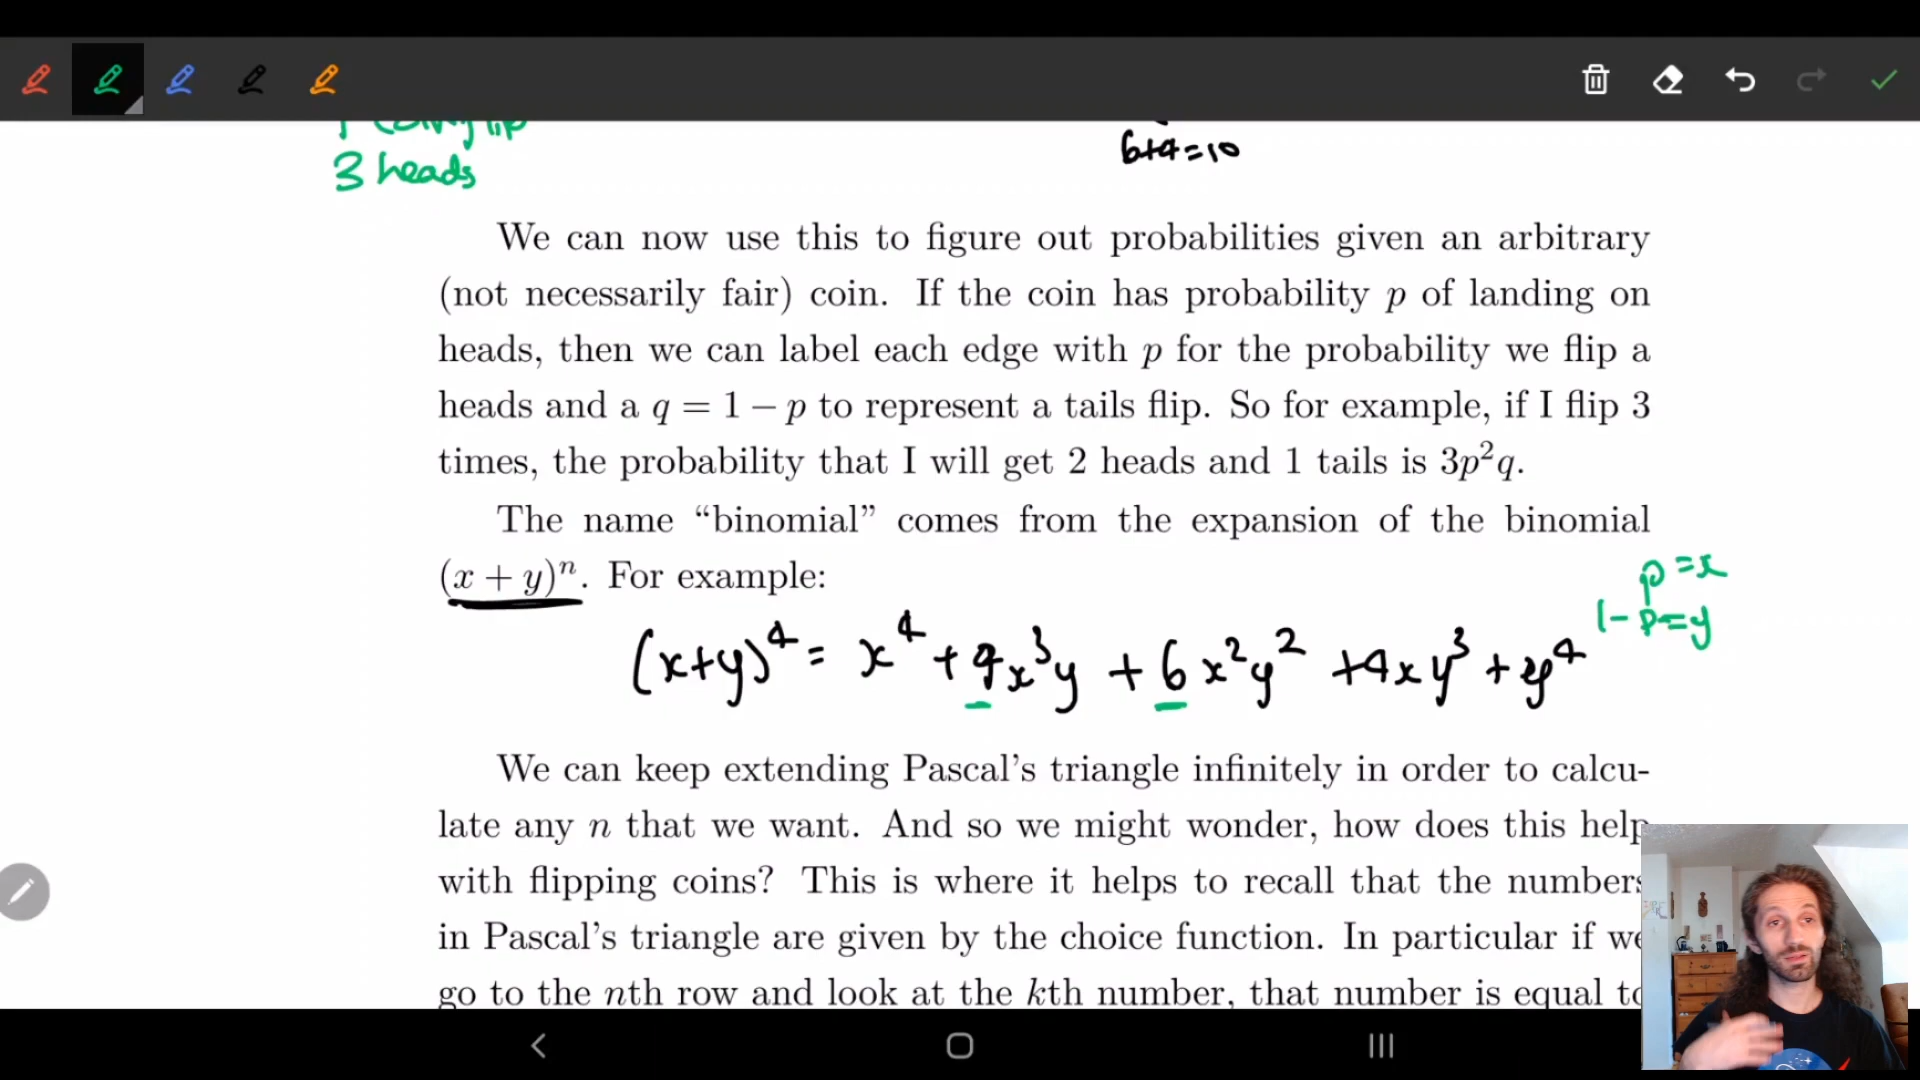 3 heads
6+4=10
We can now use this to figure out probabilities given an arbitrary
(not necessarily fair) coin. If the coin has probability p of landing on
heads, then we can label each edge with p for the probability we flip a
heads and a q = 1 − p to represent a tails flip. So for example, if I flip 3
times, the probability that I will get 2 heads and 1 tails is 3p²q.
The name “binomial” comes from the expansion of the binomial
(x + y)ⁿ. For example:
p=x
1-p=y
(x+y)⁴= x⁴ +4x³y +6x²y² +4xy³+y⁴
We can keep extending Pascal’s triangle infinitely in order to calcu-
late any n that we want. And so we might wonder, how does this help
with flipping coins? This is where it helps to recall that the numbers
in Pascal’s triangle are given by the choice function. In particular if we
go to the nth row and look at the kth number, that number is equal to